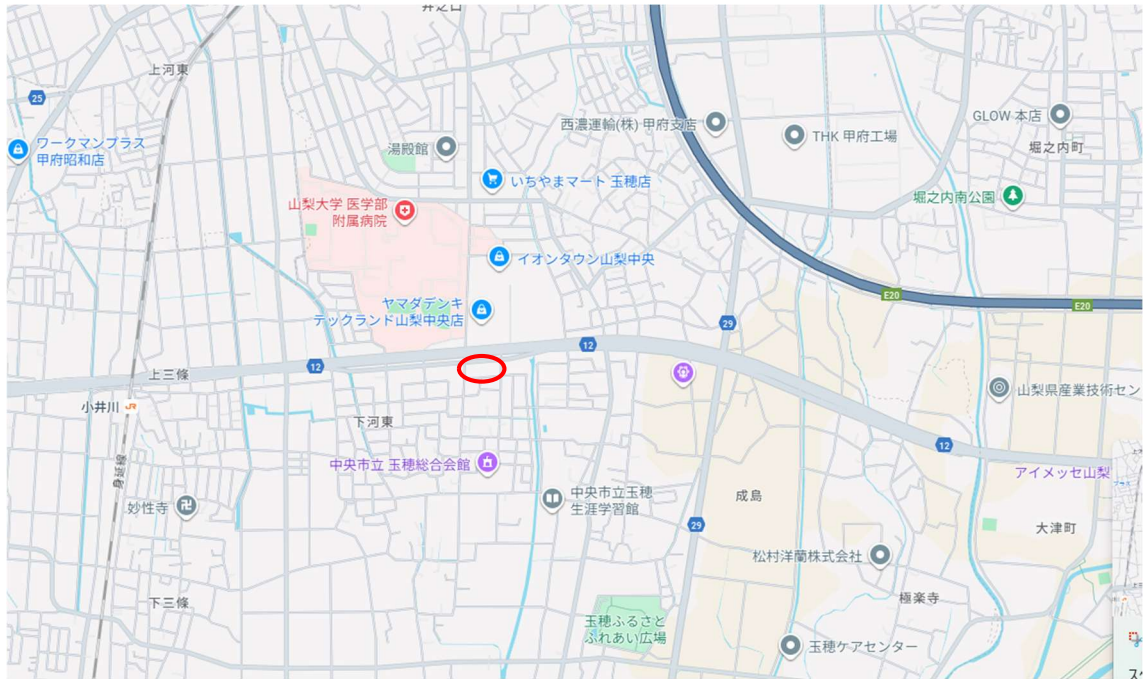 井之口
上河東
25
ワークマンプラス
甲府昭和店
湯殿館
西濃運輸(株) 甲府支店
THK 甲府工場
GLOW 本店
堀之内町
いちやまマート 玉穂店
堀之内南公園
山梨大学 医学部
附属病院
イオンタウン山梨中央
E20
E20
ヤマダデンキ
テックランド山梨中央店
29
12
12
上三條
小井川
JR
山梨県産業技術セン
下河東
12
身延線
中央市立 玉穂総合会館
アイメッセ山梨
妙性寺
中央市立玉穂
生涯学習館
成島
29
大津町
松村洋蘭株式会社
下三條
極楽寺
玉穂ふるさと
ふれあい広場
玉穂ケアセンター